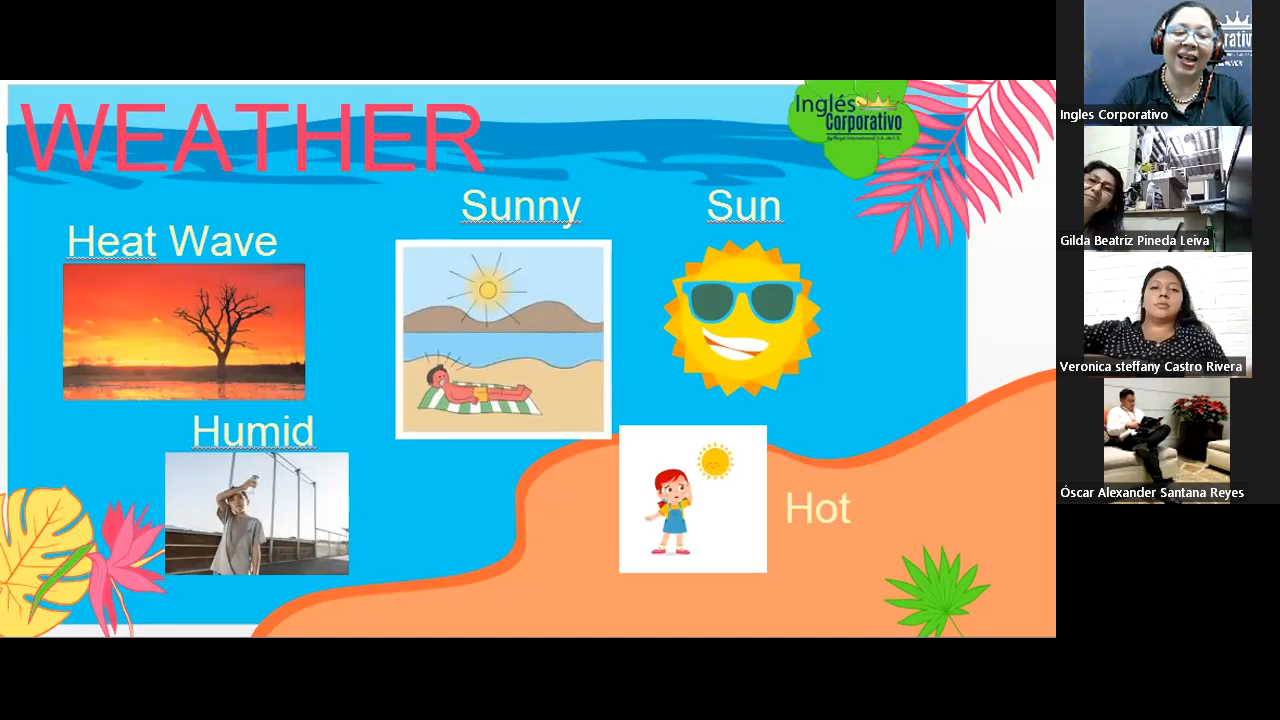 WEATHER
Inglés
Corporativo
Sunny
Sun
Heat Wave
Humid
Hot
Ingles Corporativo
Gilda Beatriz Pineda Leiva
Veronica steffany Castro Rivera
Óscar Alexander Santana Reyes